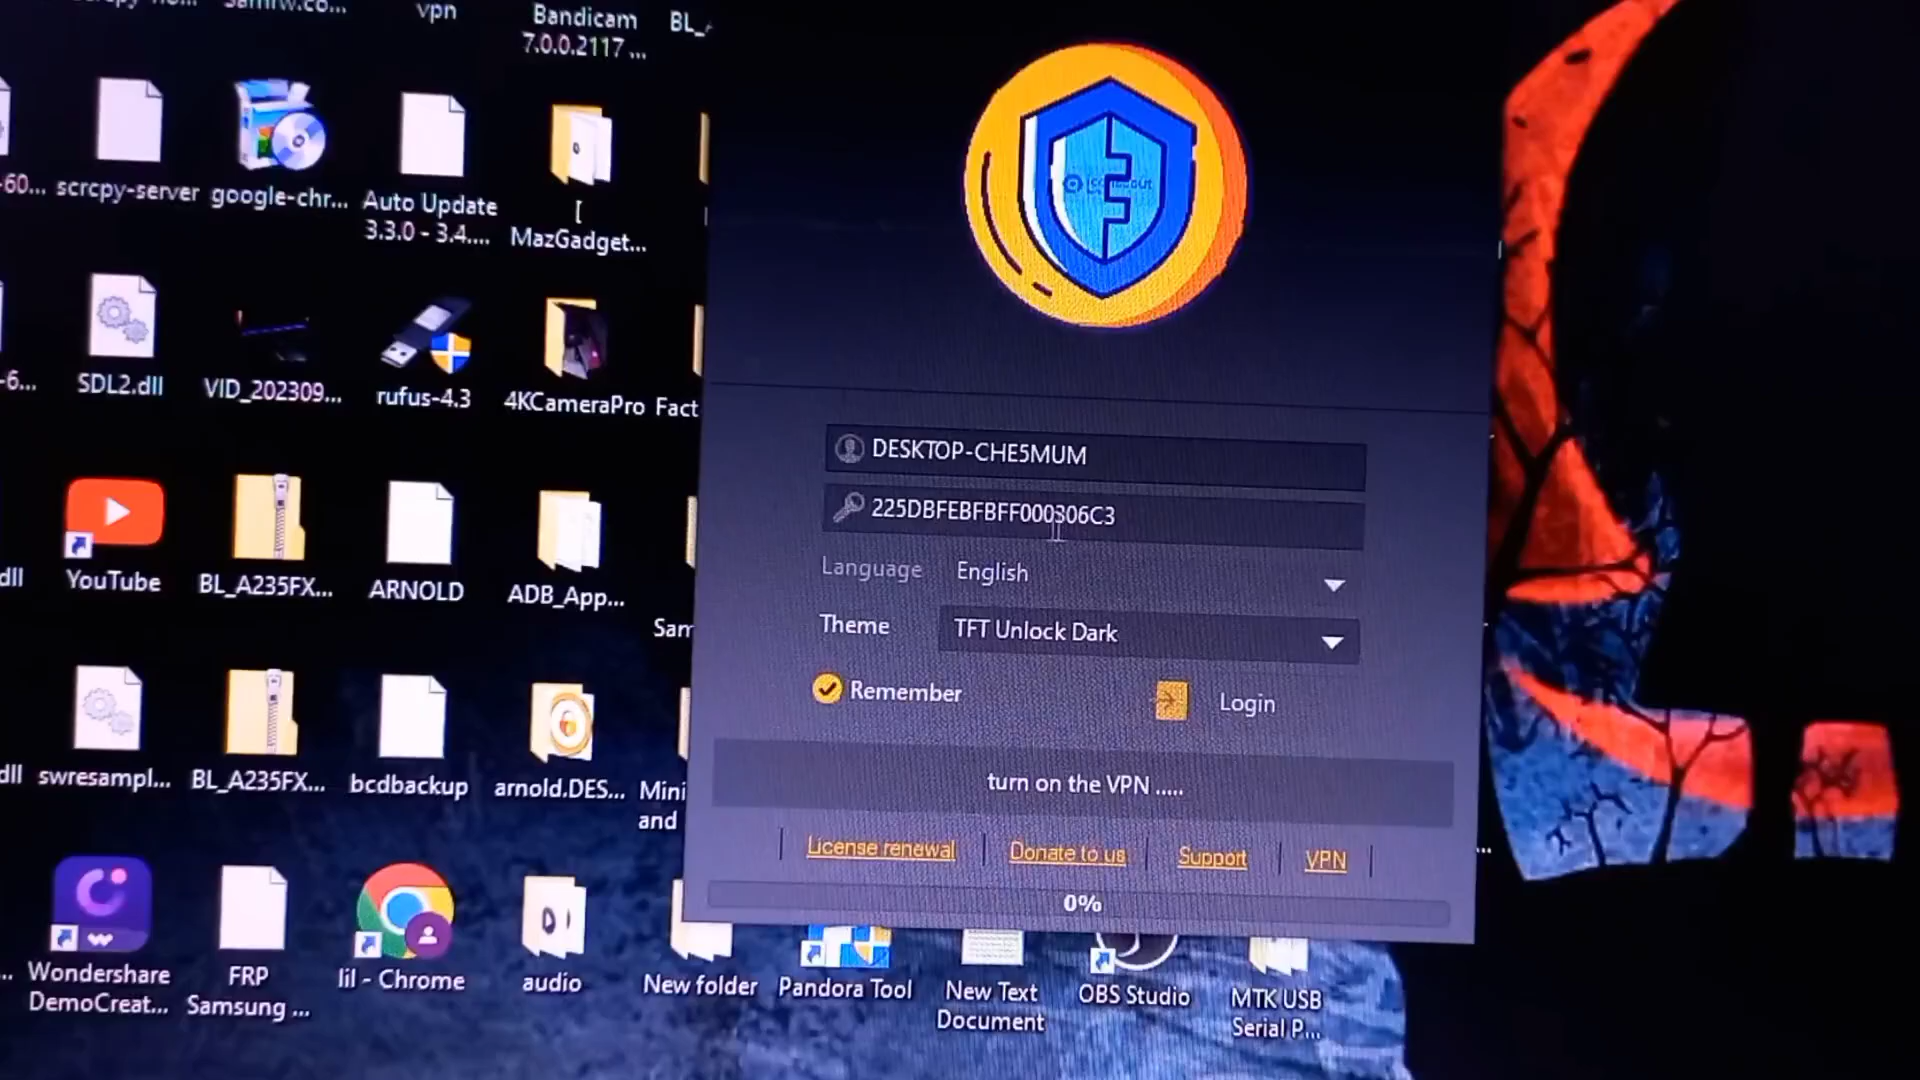 vpn
Bandicam
7.0.0.2117 ...
BL_
-60...
scrcpy-server
google-chr...
Auto Update
3.3.0 - 3.4....
[
MazGadget...
-6...
SDL2.dll
VID_202309...
rufus-4.3
4KCameraPro
Fact
DESKTOP-CHE5MUM
225DBFEBFBFF000306C3
Language
English
Theme
TFT Unlock Dark
Remember
Login
turn on the VPN .....
License renewal
Donate to us
Support
VPN
0%
dll
YouTube
BL_A235FX...
ARNOLD
ADB_App...
Sam
dll
swresampl...
BL_A235FX...
bcdbackup
arnold.DES...
Mini
and
...
Wondershare
DemoCreat...
FRP
Samsung ...
lil - Chrome
audio
New folder
Pandora Tool
New Text
Document
OBS Studio
MTK USB
Serial P...